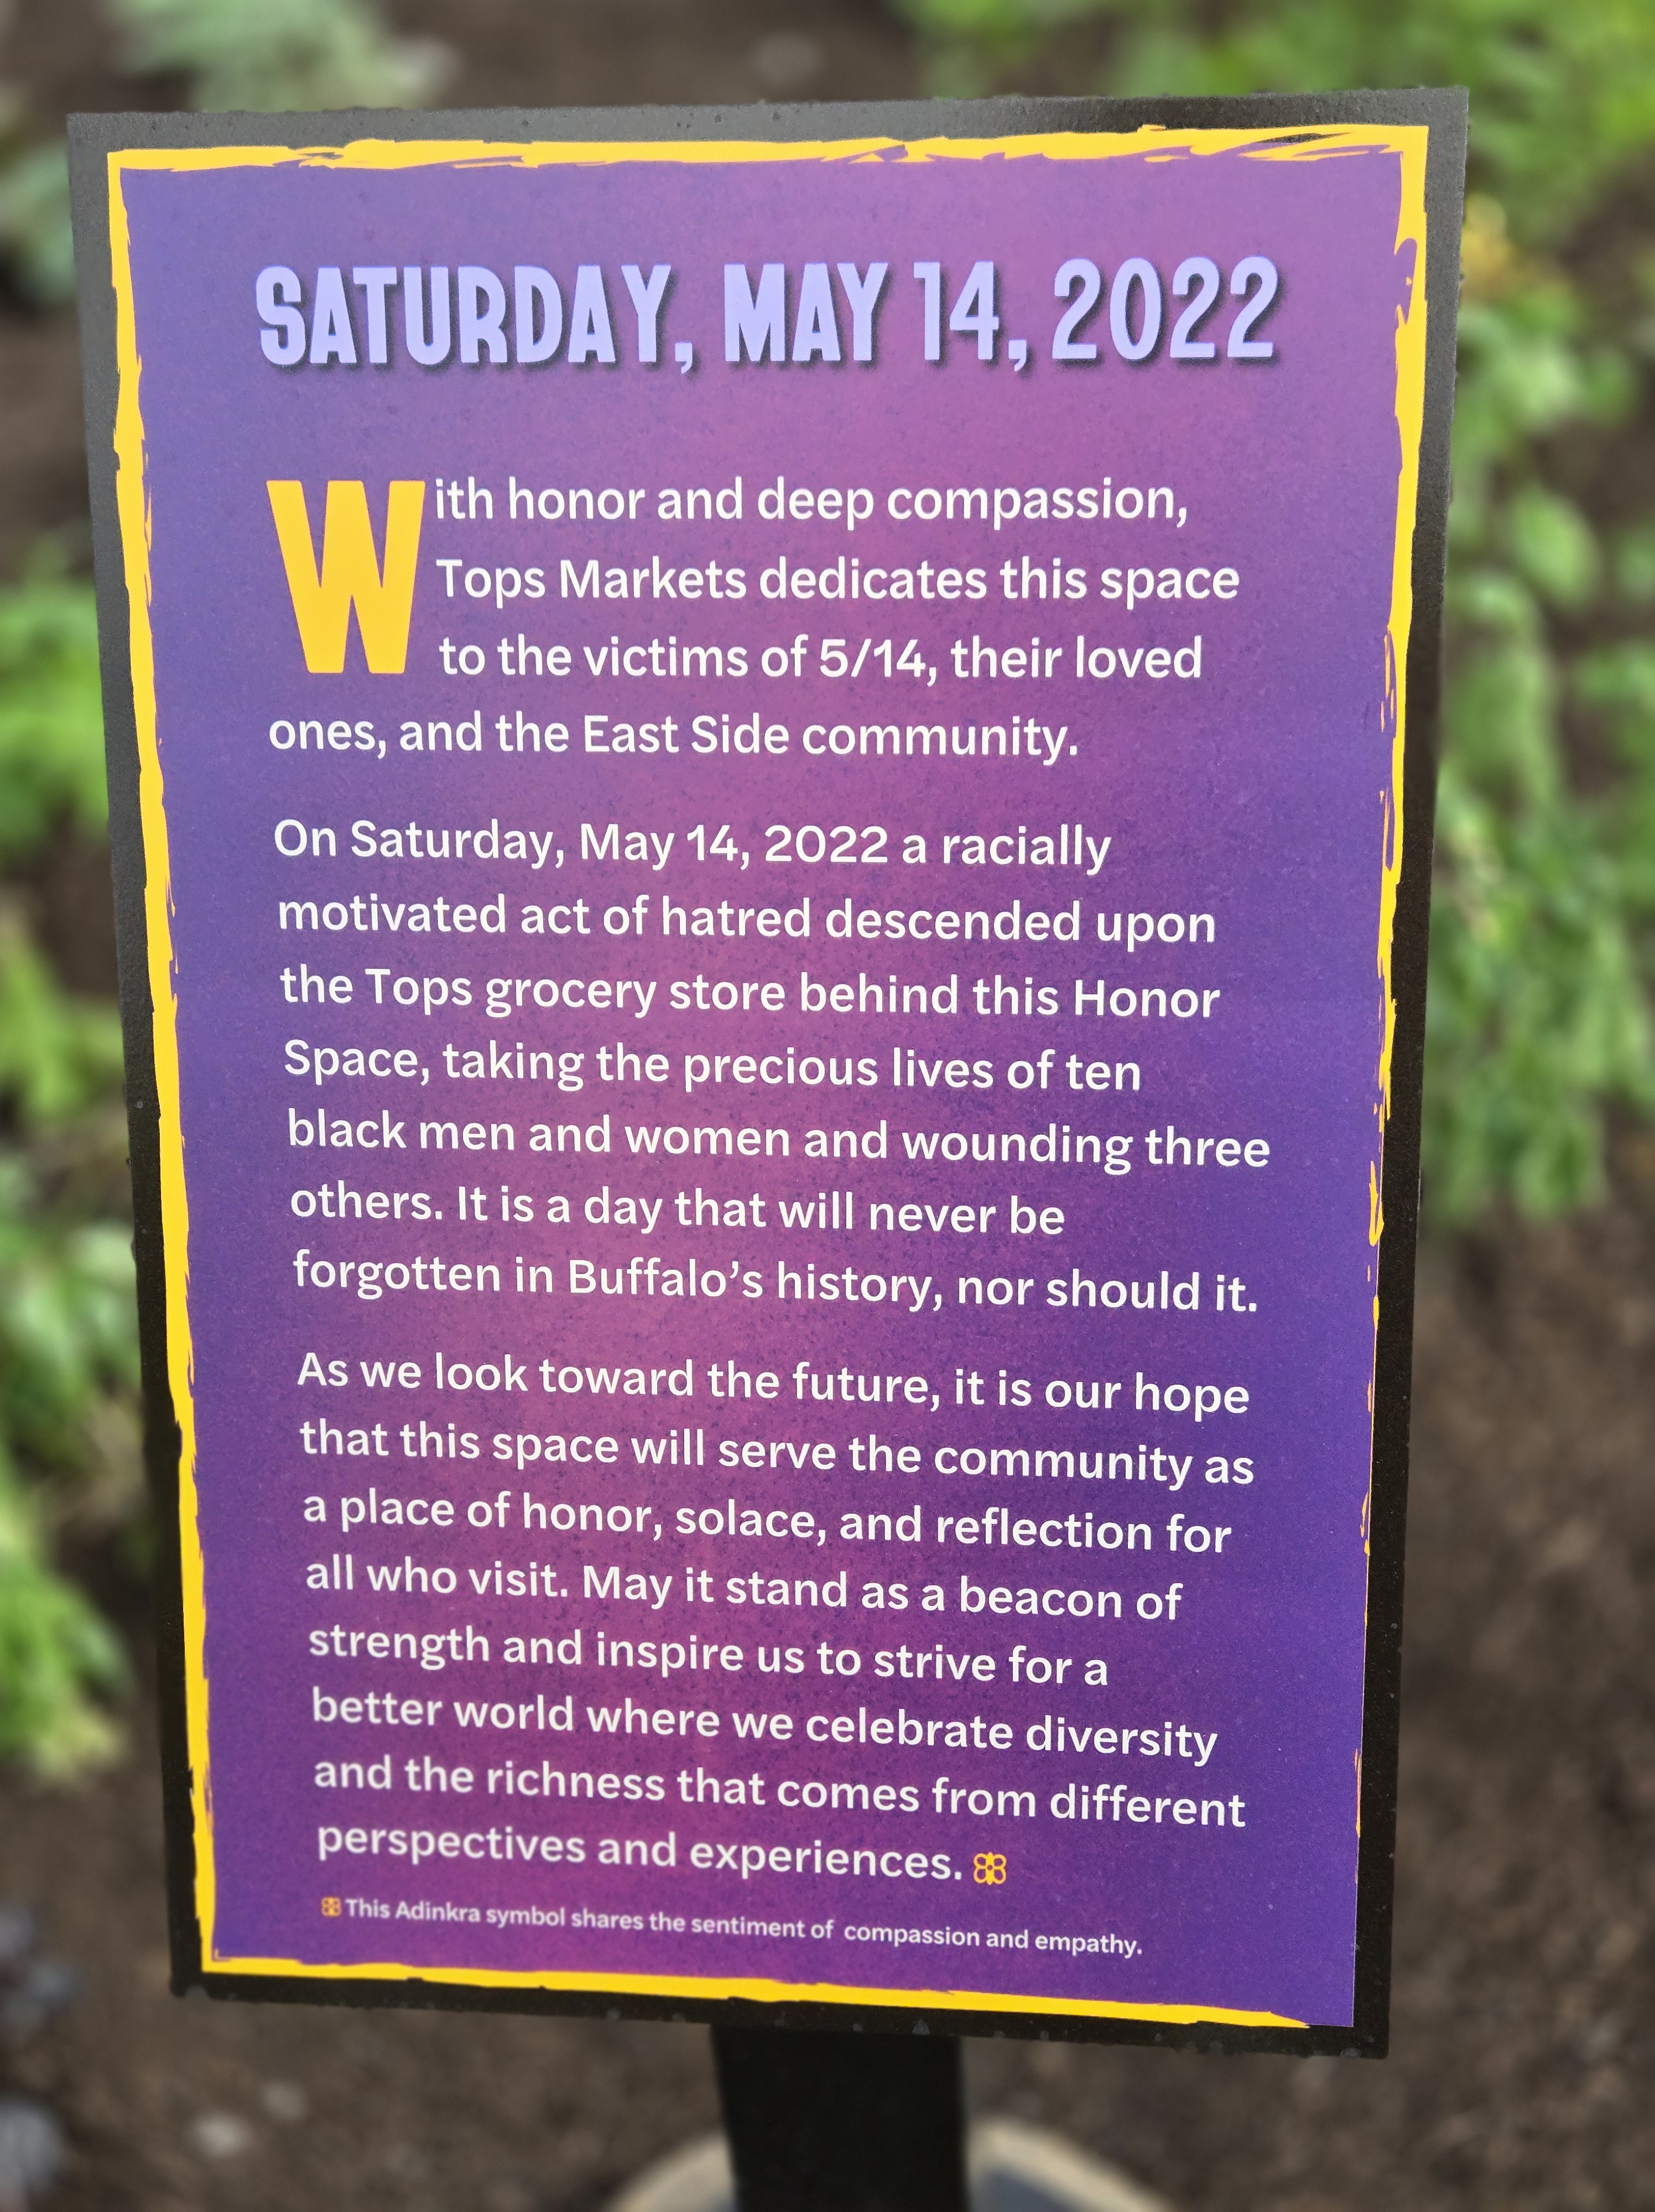 SATURDAY, MAY 14, 2022
With honor and deep compassion,
Tops Markets dedicates this space
to the victims of 5/14, their loved
ones, and the East Side community.
On Saturday, May 14, 2022 a racially
motivated act of hatred descended upon
the Tops grocery store behind this Honor
Space, taking the precious lives of ten
black men and women and wounding three
others. It is a day that will never be
forgotten in Buffalo’s history, nor should it.
As we look toward the future, it is our hope
that this space will serve the community as
a place of honor, solace, and reflection for
all who visit. May it stand as a beacon of
strength and inspire us to strive for a
better world where we celebrate diversity
and the richness that comes from different
perspectives and experiences.
This Adinkra symbol shares the sentiment of compassion and empathy.